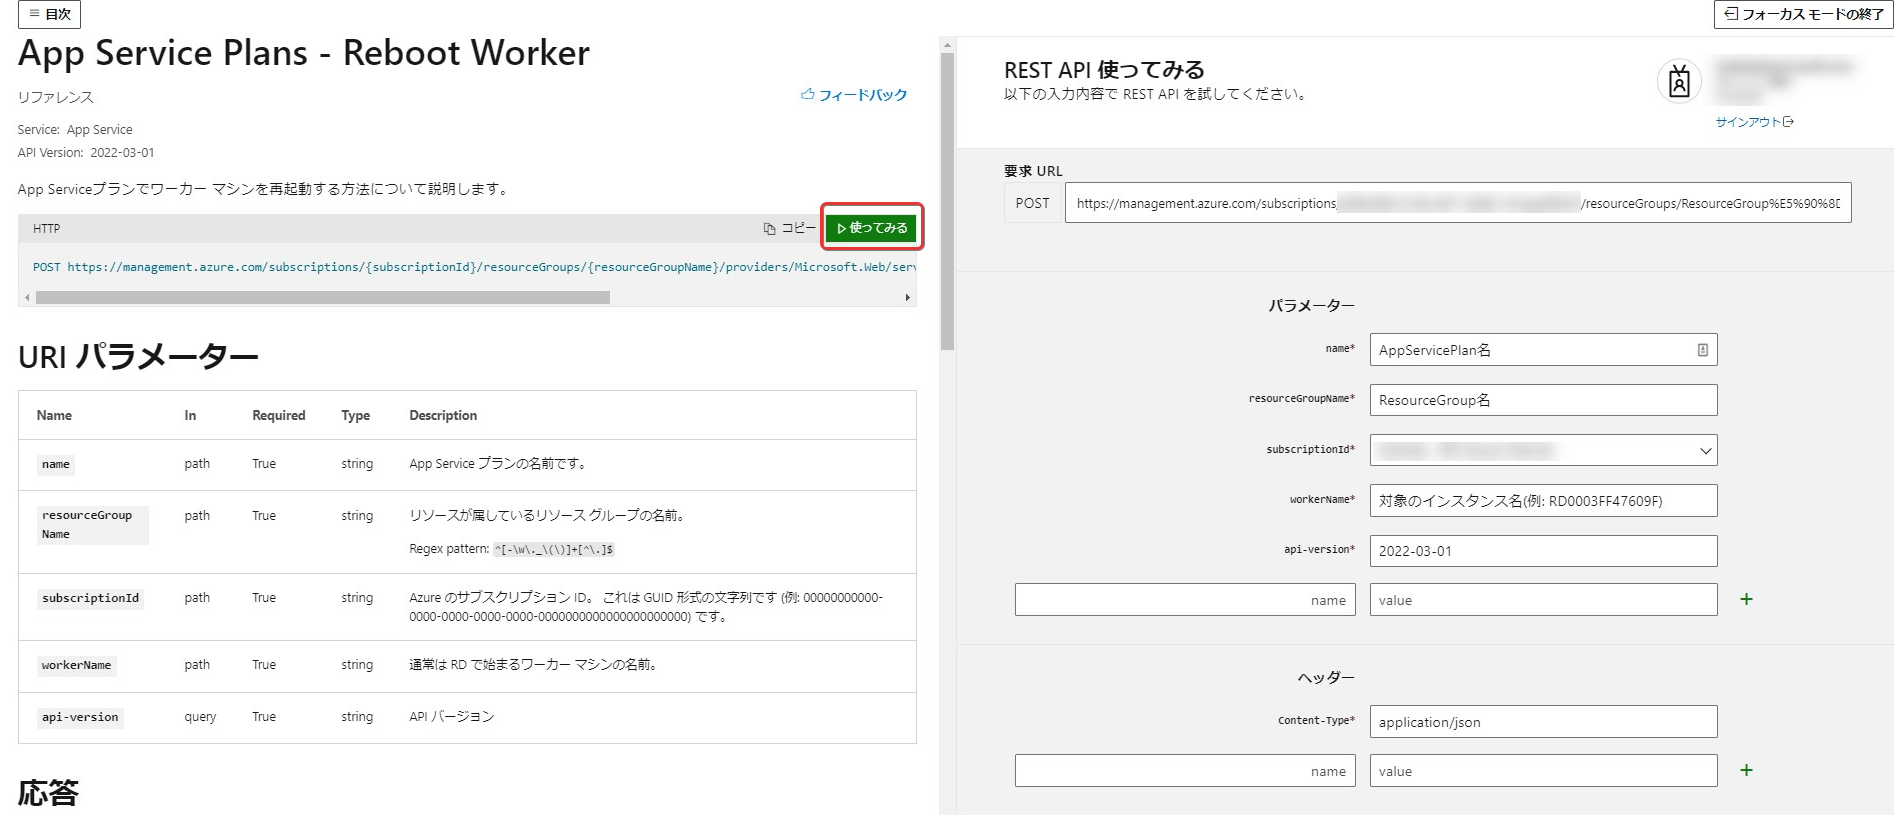 目次
フォーカス モードの終了
App Service Plans - Reboot Worker
リファレンス
フィードバック
Service: App Service
API Version: 2022-03-01
App Serviceプランでワーカー マシンを再起動する方法について説明します。
HTTP
コピー
使ってみる
POST https://management.azure.com/subscriptions/{subscriptionId}/resourceGroups/{resourceGroupName}/providers/Microsoft.Web/serv
URI パラメーター
Name In Required Type Description
name path True string App Service プランの名前です。
resourceGroup
Name
path True string リソースが属しているリソース グループの名前。
Regex pattern: ^[-\w\._\(\)]+[^\.]$
subscriptionId path True string Azure のサブスクリプション ID。 これは GUID 形式の文字列です (例: 00000000000-
0000-0000-0000-0000-0000000000000000000000) です。
workerName path True string 通常は RD で始まるワーカー マシンの名前。
api-version query True string API バージョン
応答
REST API 使ってみる
以下の入力内容で REST API を試してください。
サインアウト
要求 URL
POST https://management.azure.com/subscriptions/ /resourceGroups/ResourceGroup%E5%90%8D
パラメーター
name* AppServicePlan名
resourceGroupName* ResourceGroup名
subscriptionId*
workerName* 対象のインスタンス名(例: RD0003FF47609F)
api-version* 2022-03-01
name value +
ヘッダー
Content-Type* application/json
name value +